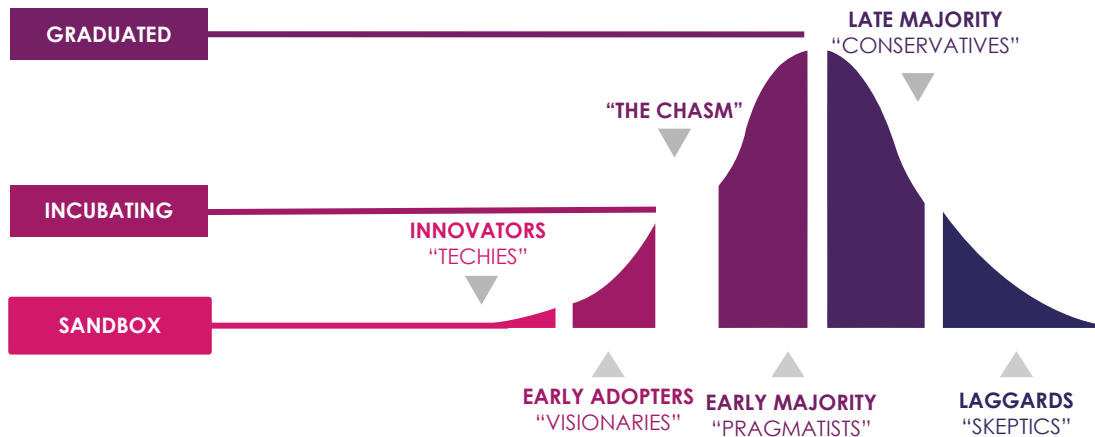 GRADUATED
LATE MAJORITY
“CONSERVATIVES”
“THE CHASM”
INCUBATING
INNOVATORS
“TECHIES”
SANDBOX
EARLY ADOPTERS
“VISIONARIES”
EARLY MAJORITY
“PRAGMATISTS”
LAGGARDS
“SKEPTICS”